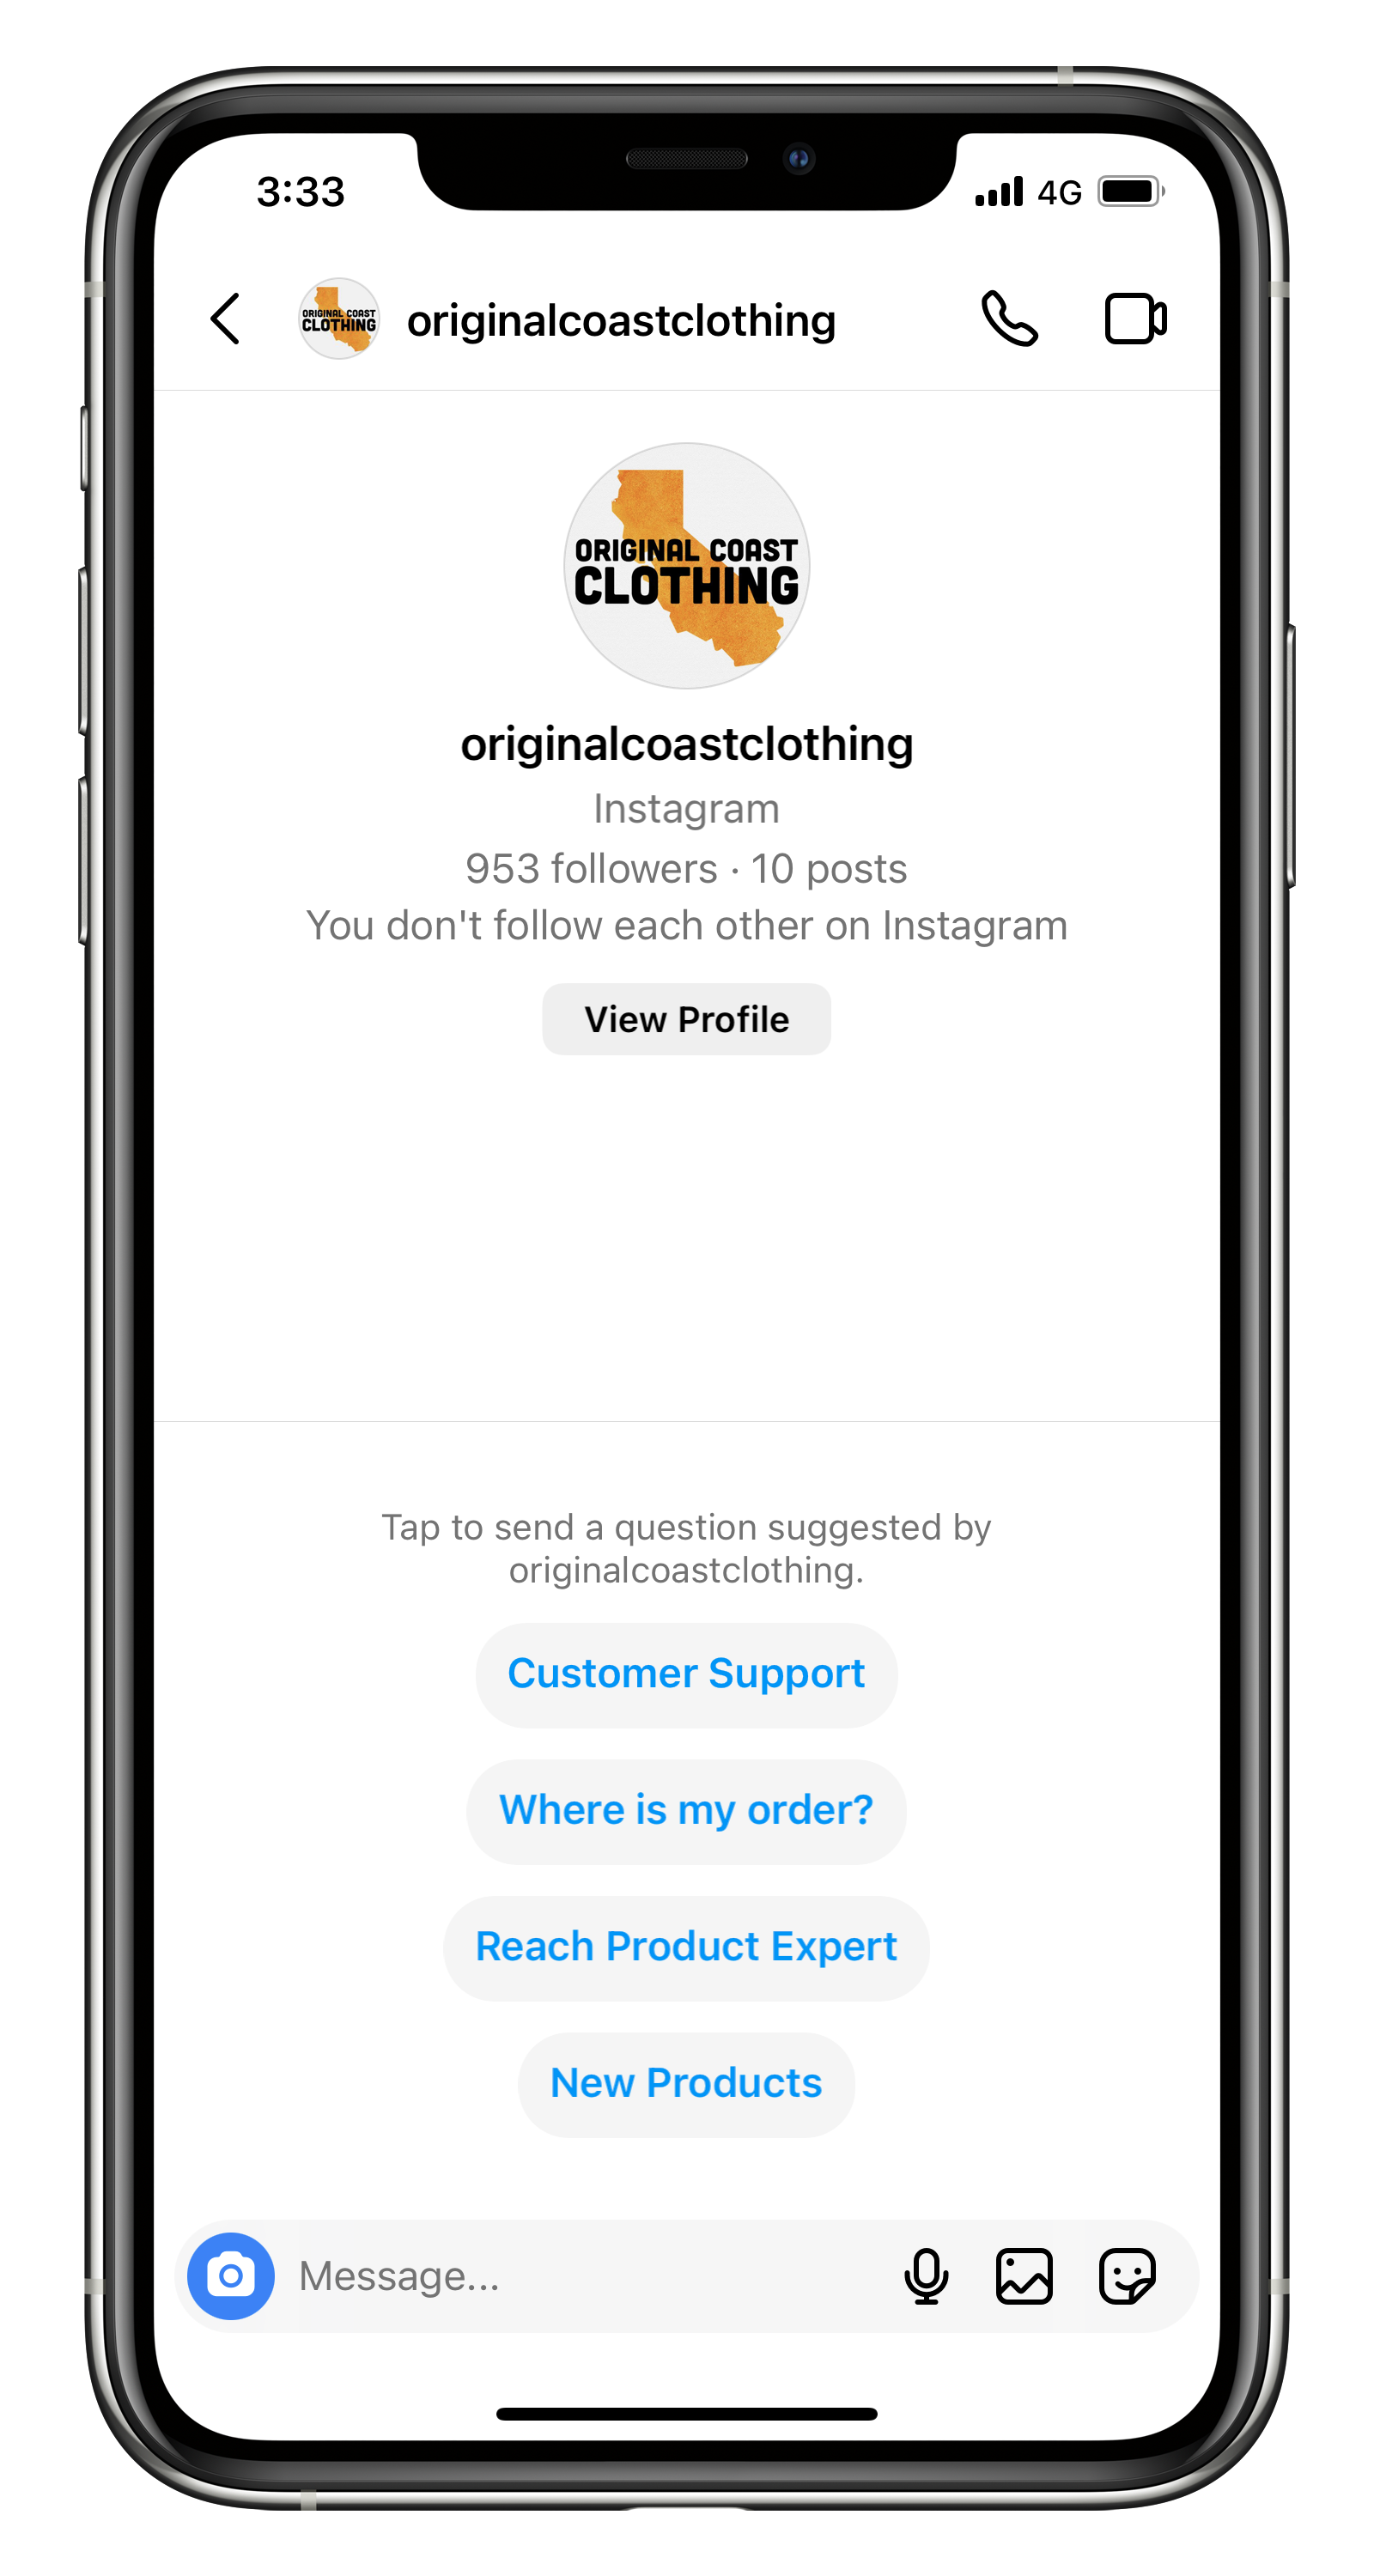 3:33
4G
ORIGINAL COAST
CLOTHING
originalcoastclothing
ORIGINAL COAST
CLOTHING
originalcoastclothing
Instagram
953 followers · 10 posts
You don't follow each other on Instagram
View Profile
Tap to send a question suggested by
originalcoastclothing.
Customer Support
Where is my order?
Reach Product Expert
New Products
Message...